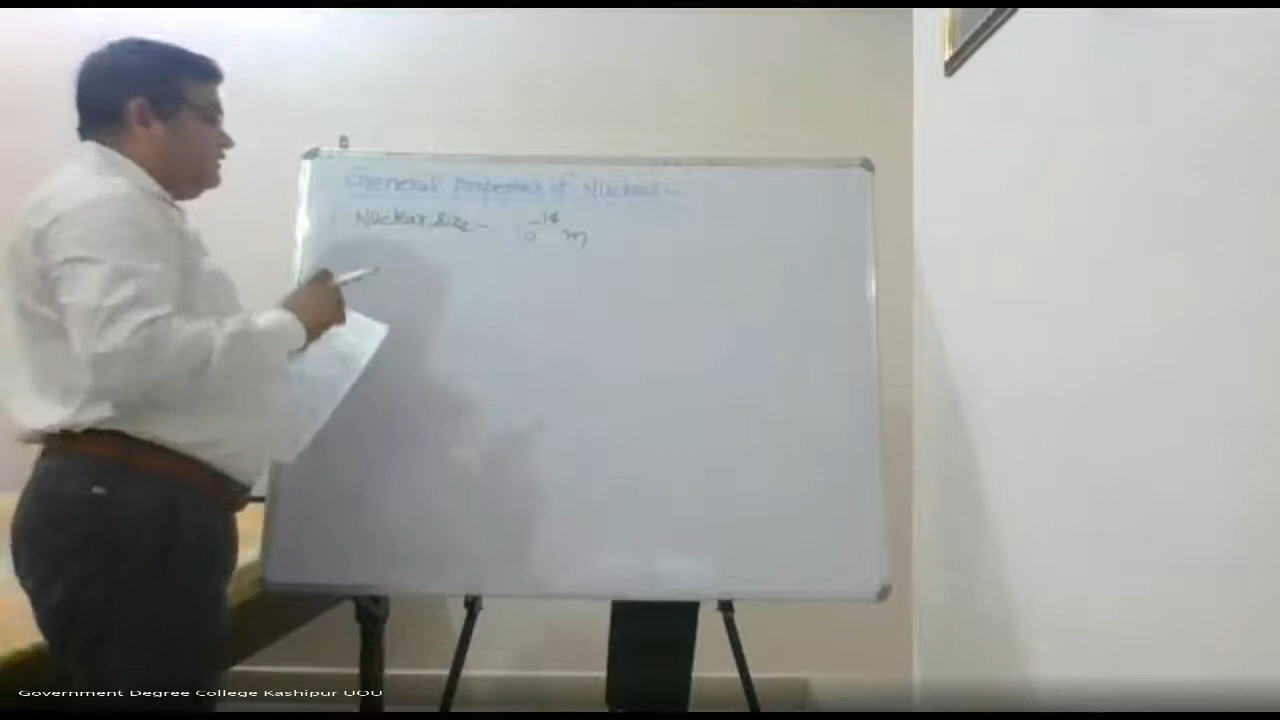 General properties of Nucleus -
Nuclear Size - 10⁻¹⁴ m
Government Degree College Kashipur UOU